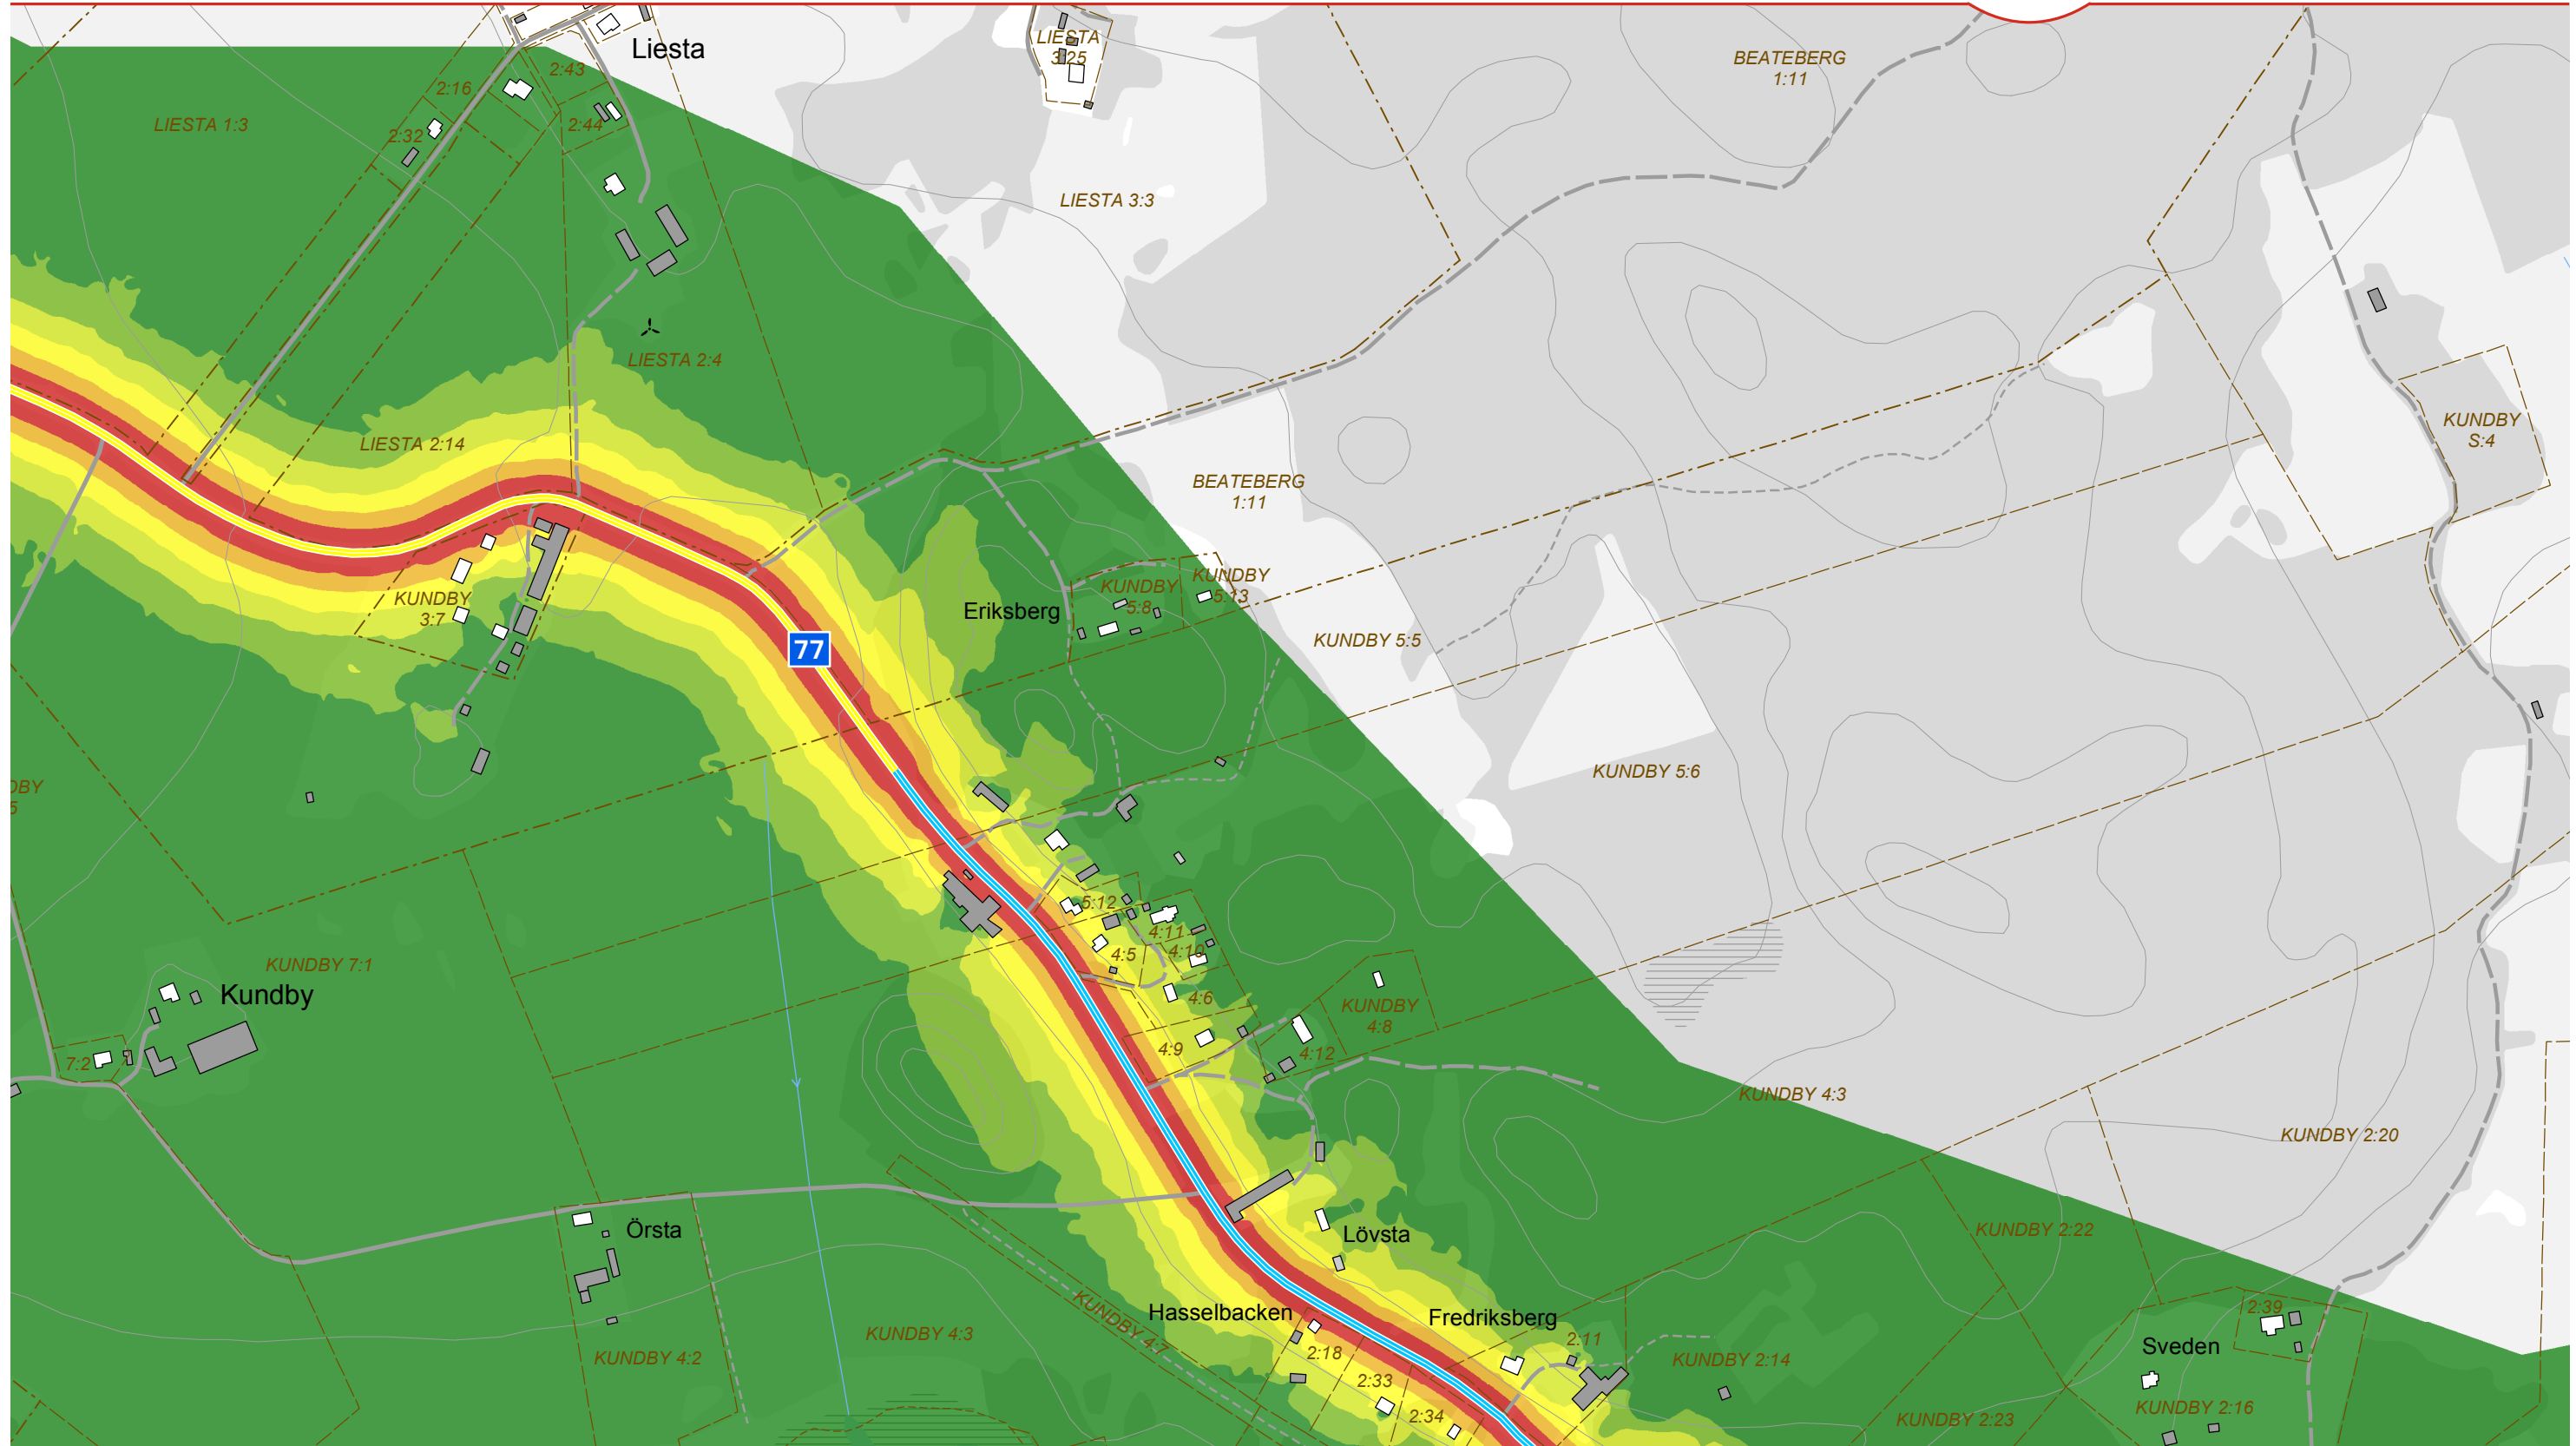 Liesta
LIESTA
3:25
BEATEBERG
1:11
2:43
2:16
LIESTA 1:3
2:32
2:44
LIESTA 3:3
LIESTA 2:4
LIESTA 2:14
KUNDBY
S:4
BEATEBERG
1:11
KUNDBY
5:13
KUNDBY
5:8
KUNDBY
3:7
Eriksberg
77
KUNDBY 5:5
KUNDBY 5:6
DBY
5
5:12
4:11
4:10
4:5
KUNDBY 7:1
Kundby
4:6
KUNDBY
4:8
4:9
4:12
7:2
KUNDBY 4:3
KUNDBY 2:20
Örsta
Lövsta
KUNDBY 2:22
Hasselbacken
Fredriksberg
2:39
KUNDBY 4:7
KUNDBY 4:3
2:11
Sveden
2:18
KUNDBY 4:2
KUNDBY 2:14
2:33
KUNDBY 2:16
2:34
KUNDBY 2:23